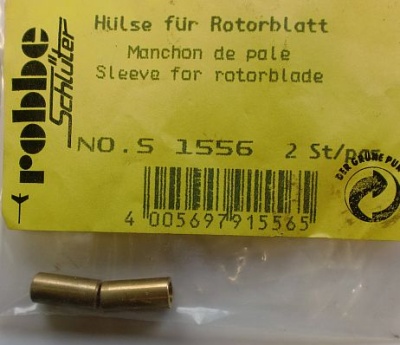 robbe
Schlüter
Hülse für Rotorblatt
Manchon de pale
Sleeve for rotorblade
NO.S 1556 2 St/pcs
4 005697 915565
DER GRÜNE PUN